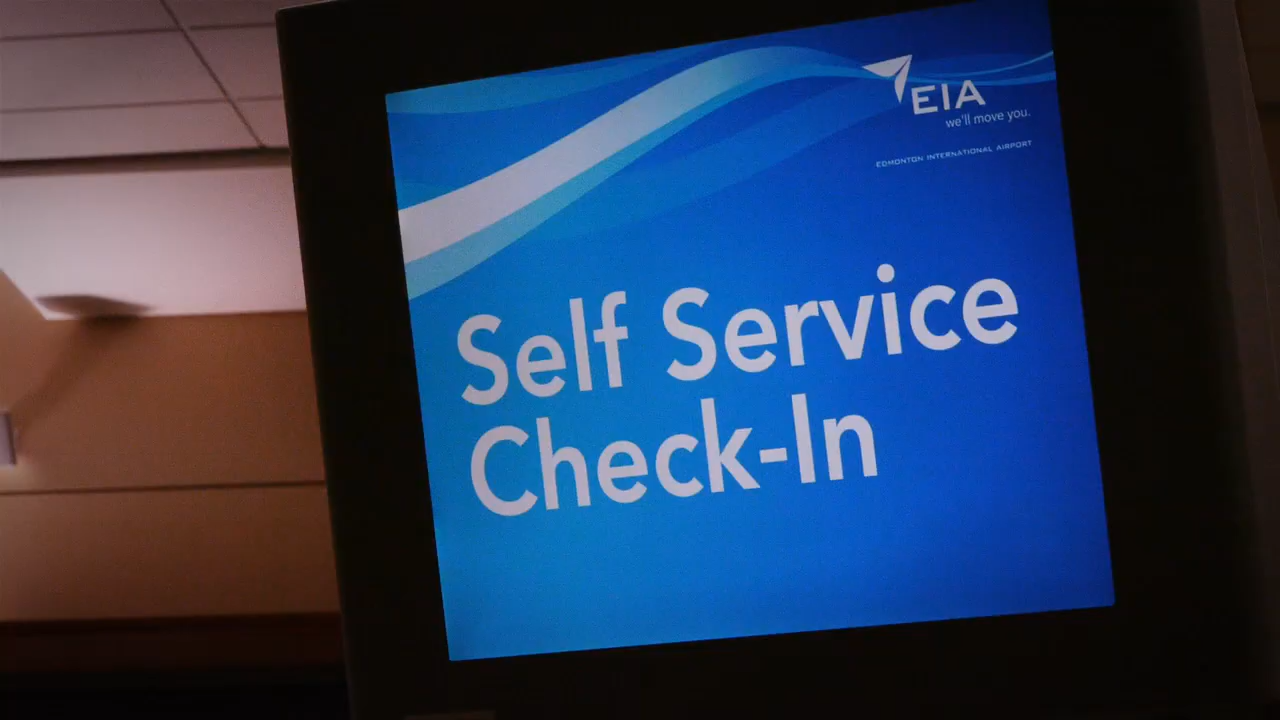 EIA
we'll move you.
EDMONTON INTERNATIONAL AIRPORT
Self Service
Check-In